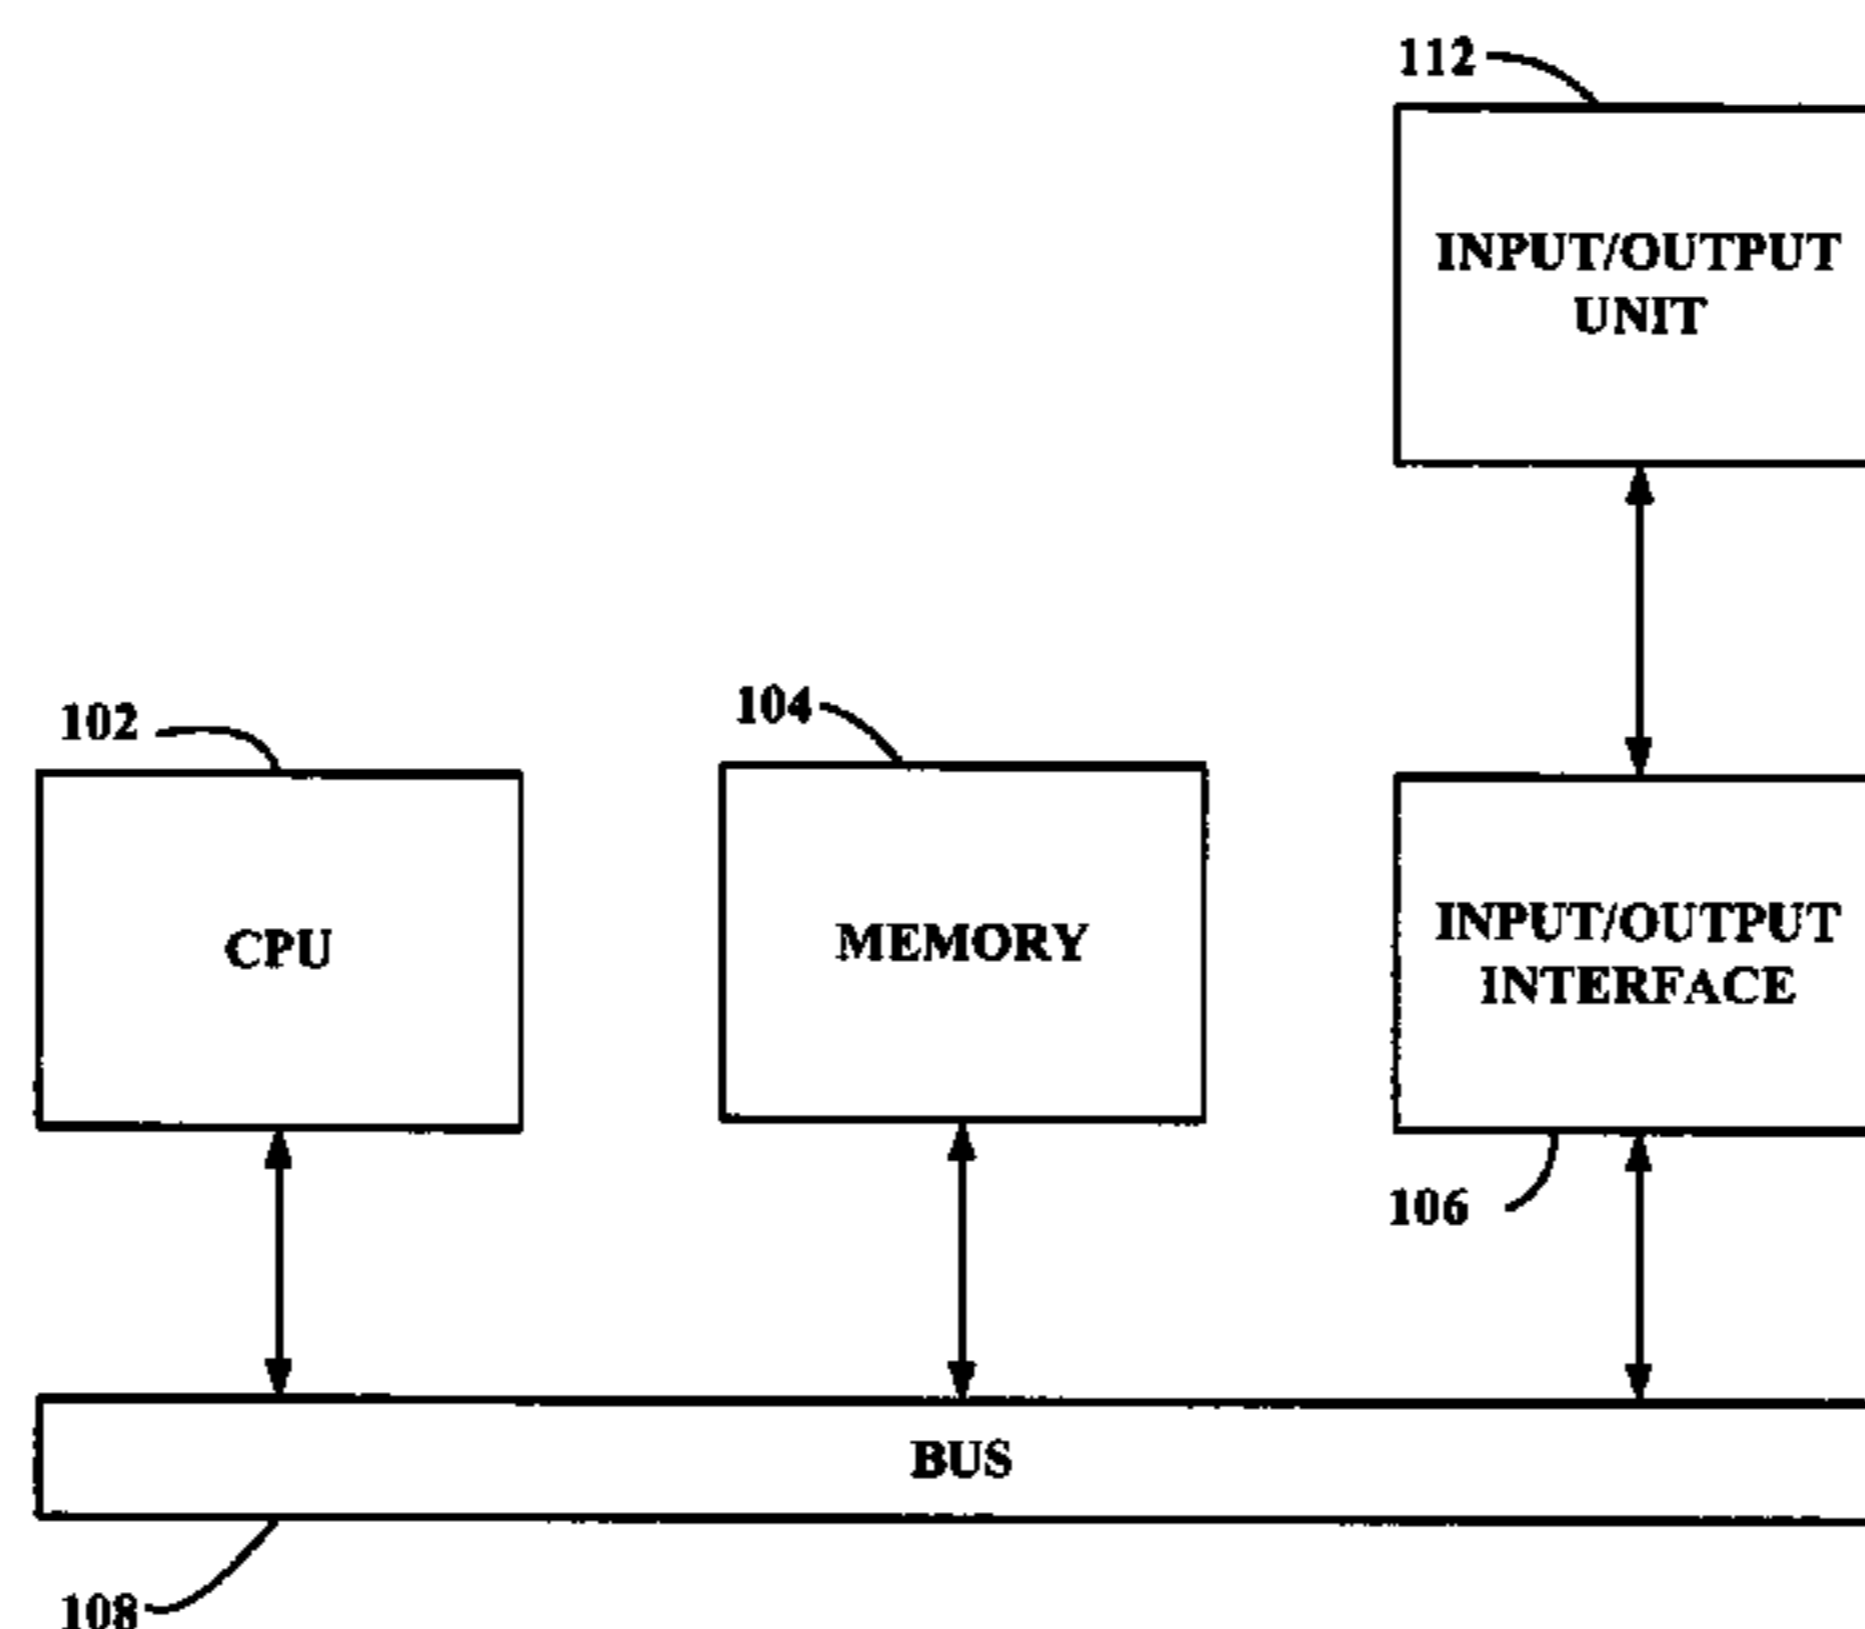 112
INPUT/OUTPUT
UNIT
102
104
CPU
MEMORY
INPUT/OUTPUT
INTERFACE
106
BUS
108